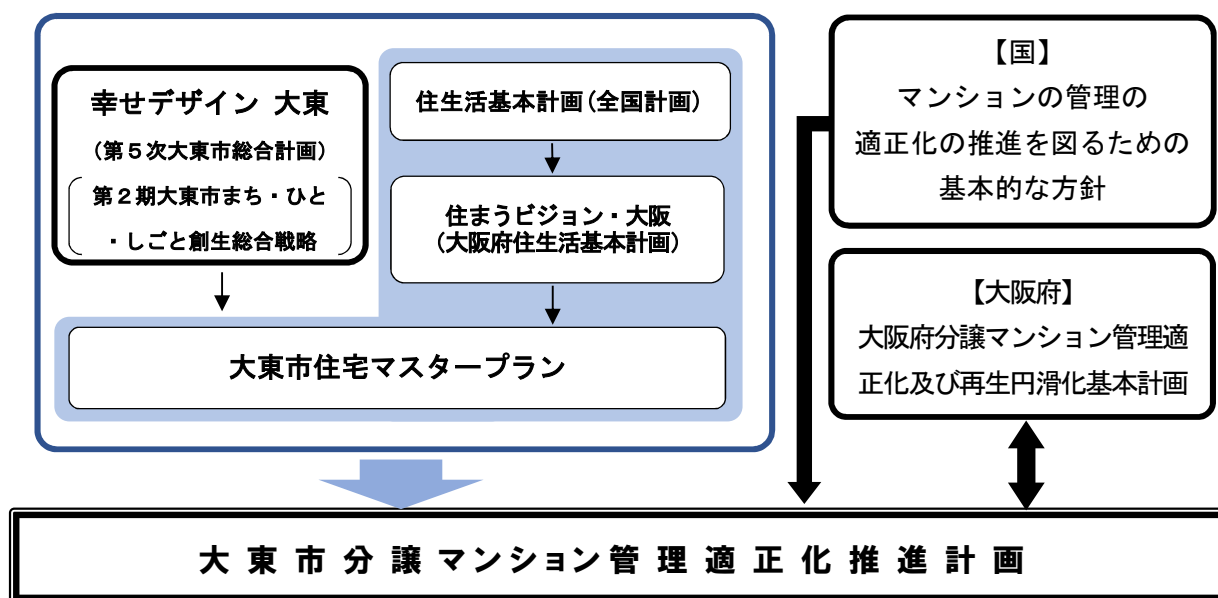 幸せデザイン 大東
（第５次大東市総合計画）
第２期大東市まち・ひと
・しごと創生総合戦略
住生活基本計画（全国計画）
住まうビジョン・大阪
（大阪府住生活基本計画）
大東市住宅マスタープラン
【国】
マンションの管理の
適正化の推進を図るための
基本的な方針
【大阪府】
大阪府分譲マンション管理適
正化及び再生円滑化基本計画
大東市分譲マンション管理適正化推進計画